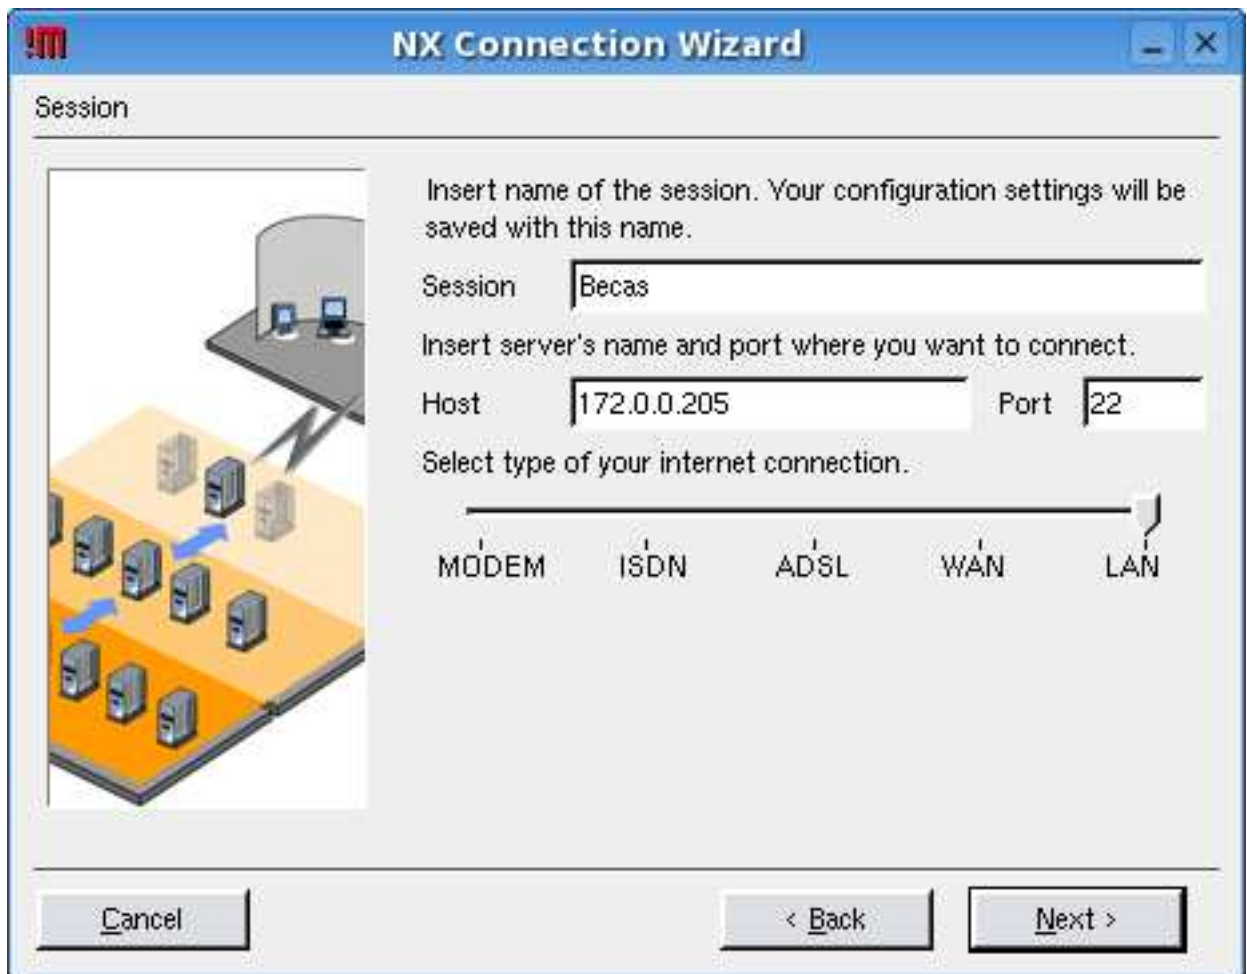 !M
NX Connection Wizard
Session
Insert name of the session. Your configuration settings will be
saved with this name.
Session Becas
Insert server's name and port where you want to connect.
Host 172.0.0.205 Port 22
Select type of your internet connection.
MODEM ISDN ADSL WAN LAN
Cancel < Back Next >